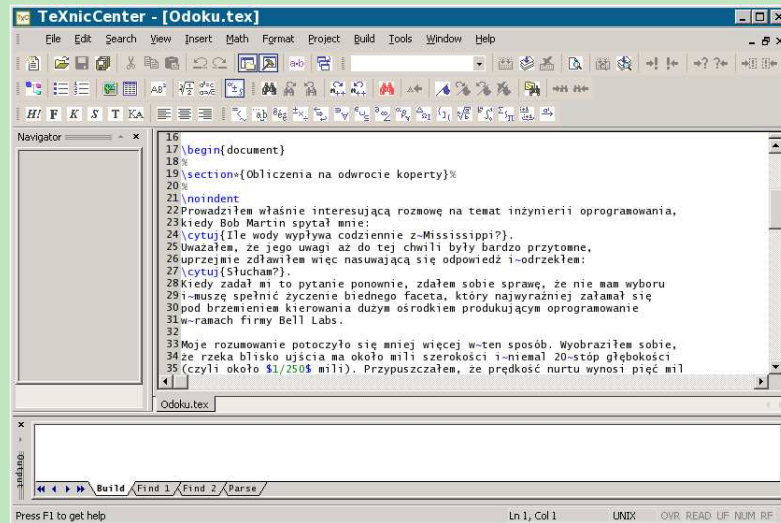 TeXnicCenter - [Odoku.tex]
File Edit Search View Insert Math Format Project Build Tools Window Help
H! F K S T KA
Navigator
16
17 \begin{document}
18 %
19 \section*{Obliczenia na odwrocie koperty}%
20 %
21 \noindent
22 Prowadziłem właśnie interesującą rozmowę na temat inżynierii oprogramowania,
23 kiedy Bob Martin spytał mnie:
24 \cytuj{Ile wody wypływa codziennie z~Mississippi?}.
25 Uważałem, że jego uwagi aż do tej chwili były bardzo przytomne,
26 uprzejmie zdławiłem więc nasuwającą się odpowiedź i~odrzekłem:
27 \cytuj{Słucham?}.
28 Kiedy zadał mi to pytanie ponownie, zdałem sobie sprawę, że nie mam wyboru
29 i~muszę spełnić życzenie biednego faceta, który najwyraźniej załamał się
30 pod brzemieniem kierowania dużym ośrodkiem produkującym oprogramowanie
31 w~ramach firmy Bell Labs.
32
33 Moje rozumowanie potoczyło się mniej więcej w~ten sposób. Wyobraziłem sobie,
34 że rzeka blisko ujścia ma około mili szerokości i~niemal 20~stóp głębokości
35 (czyli około $1/250$ mili). Przypuszczałem, że prędkość nurtu wynosi pięć mil
Odoku.tex
Output
Build Find 1 Find 2 Parse
Press F1 to get help Ln 1, Col 1 UNIX OVR READ UF NUM RF